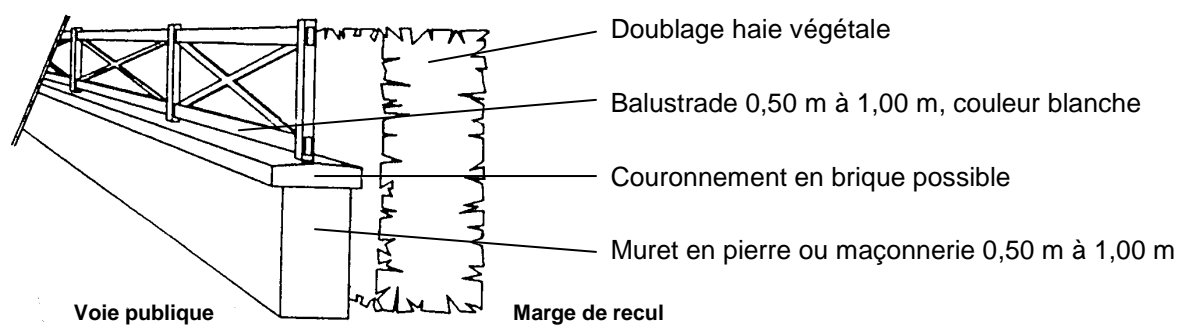 Doublage haie végétale
Balustrade 0,50 m à 1,00 m, couleur blanche
Couronnement en brique possible
Muret en pierre ou maçonnerie 0,50 m à 1,00 m
Voie publique
Marge de recul